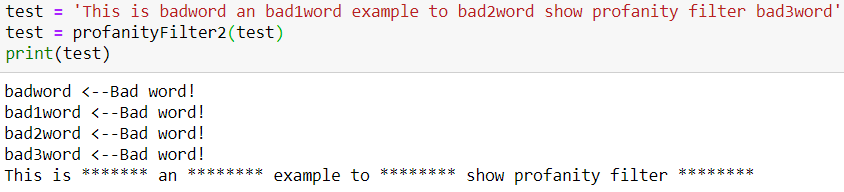 test = 'This is badword an bad1word example to bad2word show profanity filter bad3word'
test = profanityFilter2(test)
print(test)
badword <--Bad word!
bad1word <--Bad word!
bad2word <--Bad word!
bad3word <--Bad word!
This is ******* an ******** example to ******** show profanity filter ********